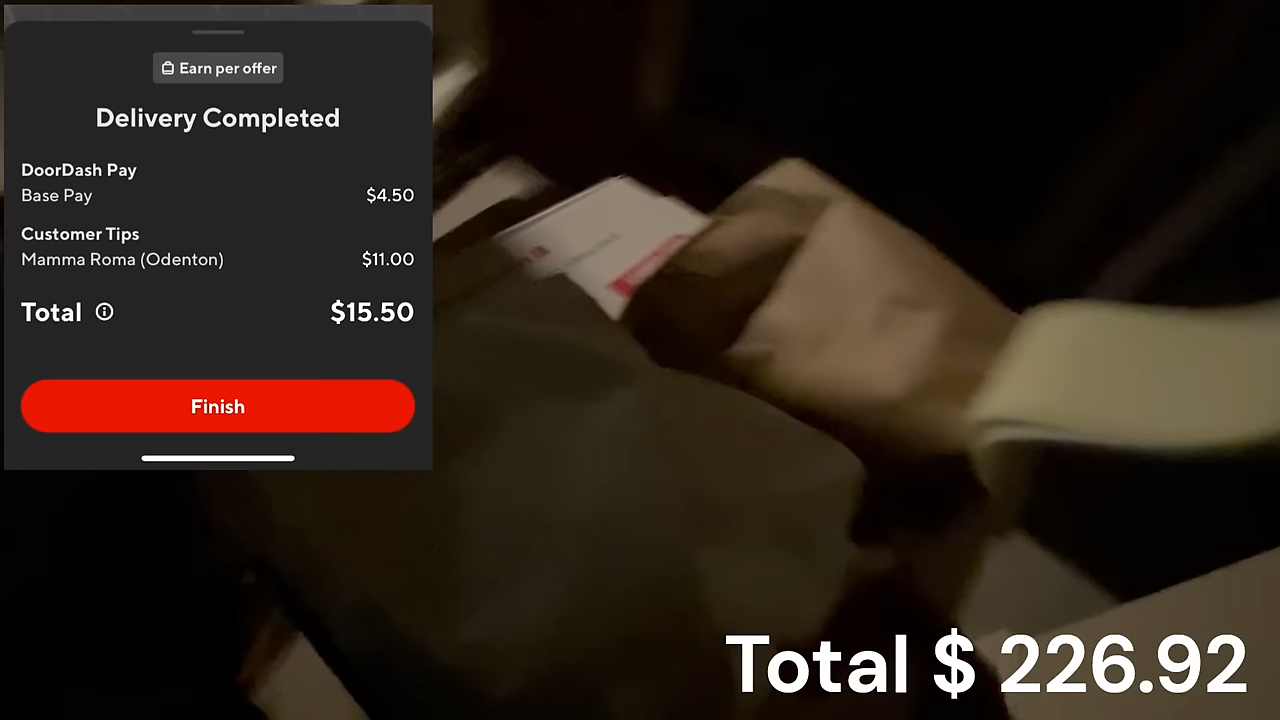 Earn per offer
Delivery Completed
DoorDash Pay
Base Pay $4.50
Customer Tips
Mamma Roma (Odenton) $11.00
Total $15.50
Finish
Total $ 226.92